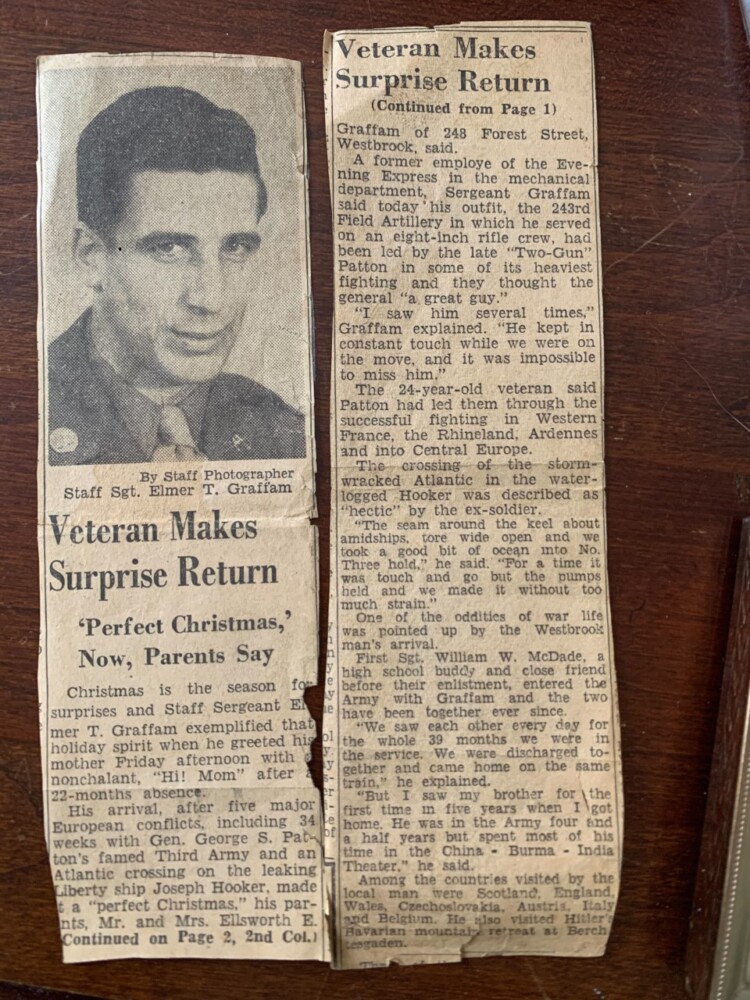 By Staff Photographer
Staff Sgt. Elmer T. Graffam
Veteran Makes
Surprise Return
'Perfect Christmas,'
Now, Parents Say
Christmas is the season for
surprises and Staff Sergeant El
mer T. Graffam exemplified that
holiday spirit when he greeted his
mother Friday afternoon with
nonchalant, "Hi! Mom" after
22-months absence.
His arrival, after five major
European conflicts, including 34
weeks with Gen. George S. Pat-
ton's famed Third Army and an
Atlantic crossing on the leaking
Liberty ship Joseph Hooker, made
t a "perfect Christmas," his par-
nts, Mr. and Mrs. Ellsworth E.
(Continued on Page 2, 2nd Col.)
Veteran Makes
Surprise Return
(Continued from Page 1)
Graffam of 248 Forest Street,
Westbrook, said.
A former employe of the Eve-
ning Express in the mechanical
department, Sergeant Graffam
said today his outfit, the 243rd
Field Artillery in which he served
on an eight-inch rifle crew, had
been led by the late "Two-Gun"
Patton in some of its heaviest
fighting and they thought the
general "a great guy."
"I saw him several times,"
Graffam explained. "He kept in
constant touch while we were on
the move, and it was impossible
to miss him."
The 24-year-old veteran said
Patton had led them through the
successful fighting in Western
France, the Rhineland, Ardennes
and into Central Europe.
The crossing of the storm-
wracked Atlantic in the water-
logged Hooker was described as
"hectic" by the ex-soldier.
"The seam around the keel about
amidships, tore wide open and we
took a good bit of ocean into No.
Three hold," he said. "For a time it
was touch and go but the pumps
held and we made it without too
much strain."
One of the oddities of war life
was pointed up by the Westbrook
man's arrival.
First Sgt. William W. McDade, a
high school buddy and close friend
before their enlistment, entered the
Army with Graffam and the two
have been together ever since.
"We saw each other every day for
the whole 39 months we were in
the service. We were discharged to-
gether and came home on the same
train," he explained.
"But I saw my brother for the
first time in five years when I got
home. He was in the Army four and
a half years but spent most of his
time in the China - Burma - India
Theater," he said.
Among the countries visited by the
local man were Scotland, England,
Wales, Czechoslovakia, Austria, Italy
and Belgium. He also visited Hitler's
Bavarian mountain retreat at Berch
tesgaden.